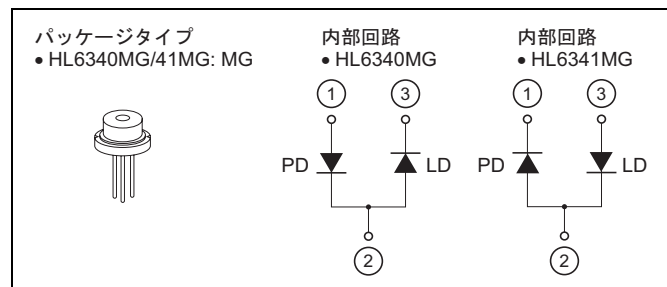 パッケージタイプ
• HL6340MG/41MG: MG
内部回路
• HL6340MG
1 3
PD LD
2
内部回路
• HL6341MG
1 3
PD LD
2